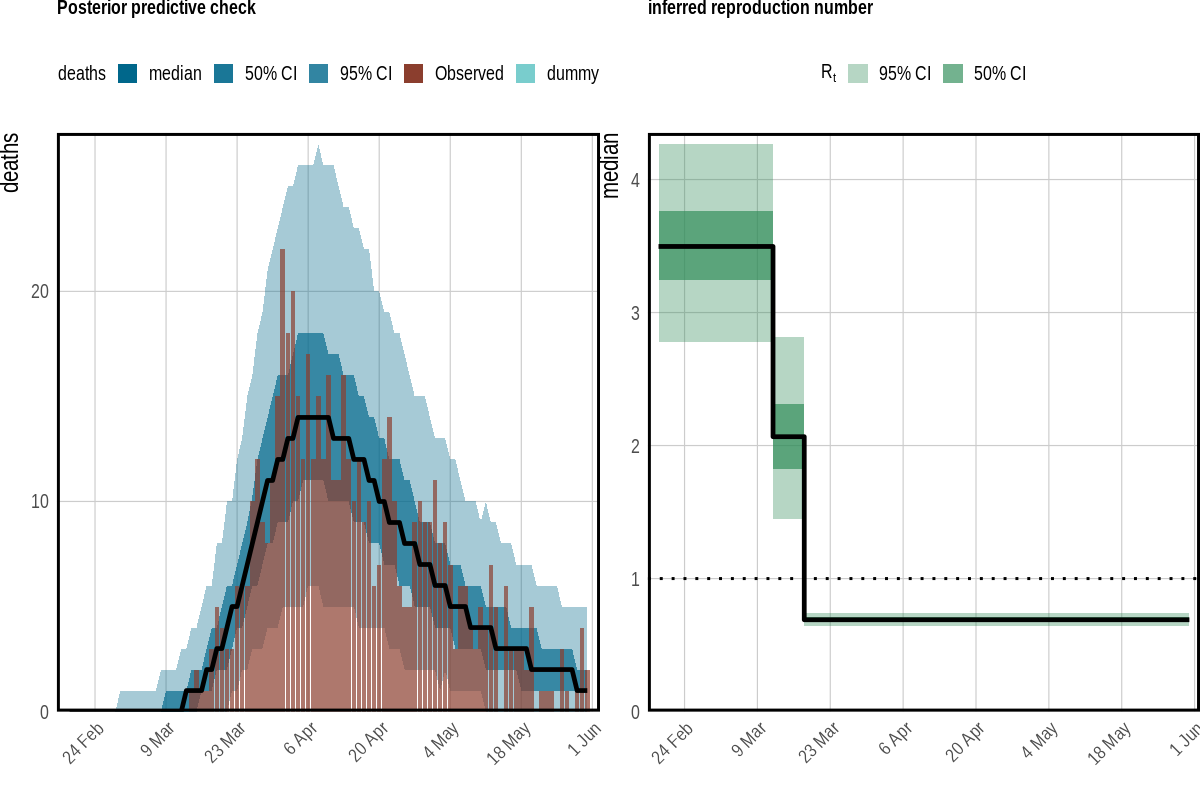 Posterior predictive check
deaths median 50% CI 95% CI Observed dummy
deaths
20
10
0
24 Feb 9 Mar 23 Mar 6 Apr 20 Apr 4 May 18 May 1 Jun
inferred reproduction number
Rt 95% CI 50% CI
median
4
3
2
1
0
24 Feb 9 Mar 23 Mar 6 Apr 20 Apr 4 May 18 May 1 Jun